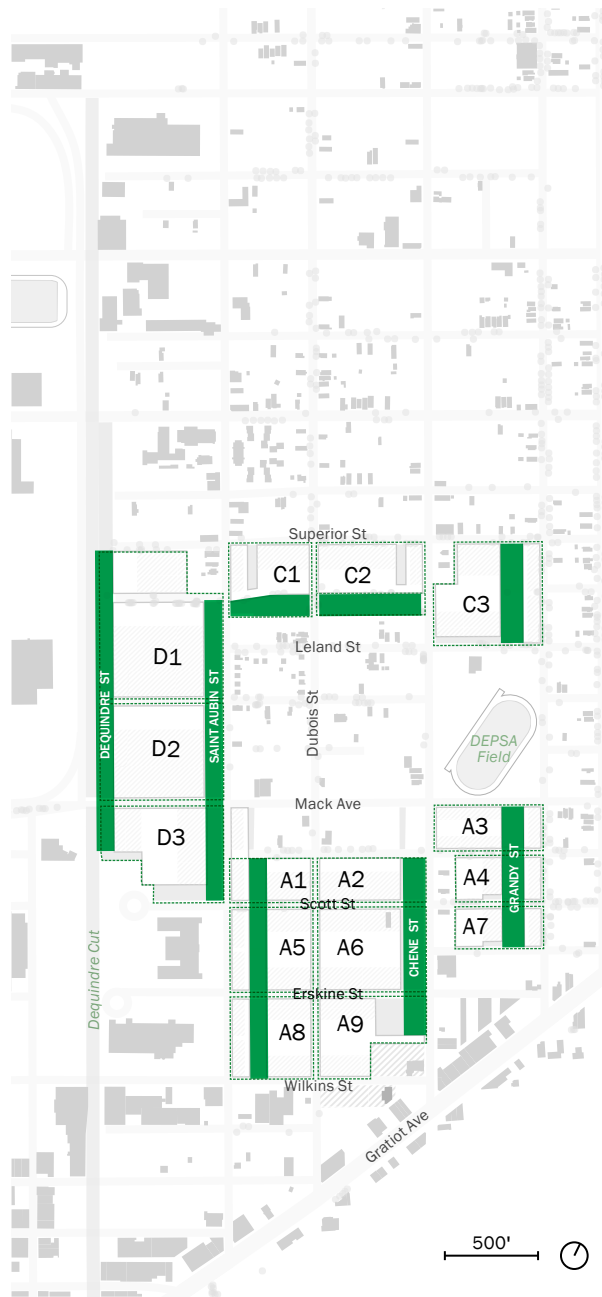 Superior St
C1
C2
C3
Leland St
D1
DEQUINDRE ST
SAINT AUBIN ST
Dubois St
D2
DEPSA
Field
Mack Ave
D3
A3
A1
A2
A4
GRANDY ST
Scott St
A7
A5
A6
CHENE ST
Dequindre Cut
Erskine St
A8
A9
Wilkins St
Gratiot Ave
500'